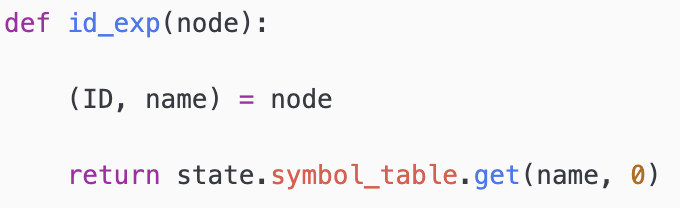 def id_exp(node):
    (ID, name) = node
    return state.symbol_table.get(name, 0)